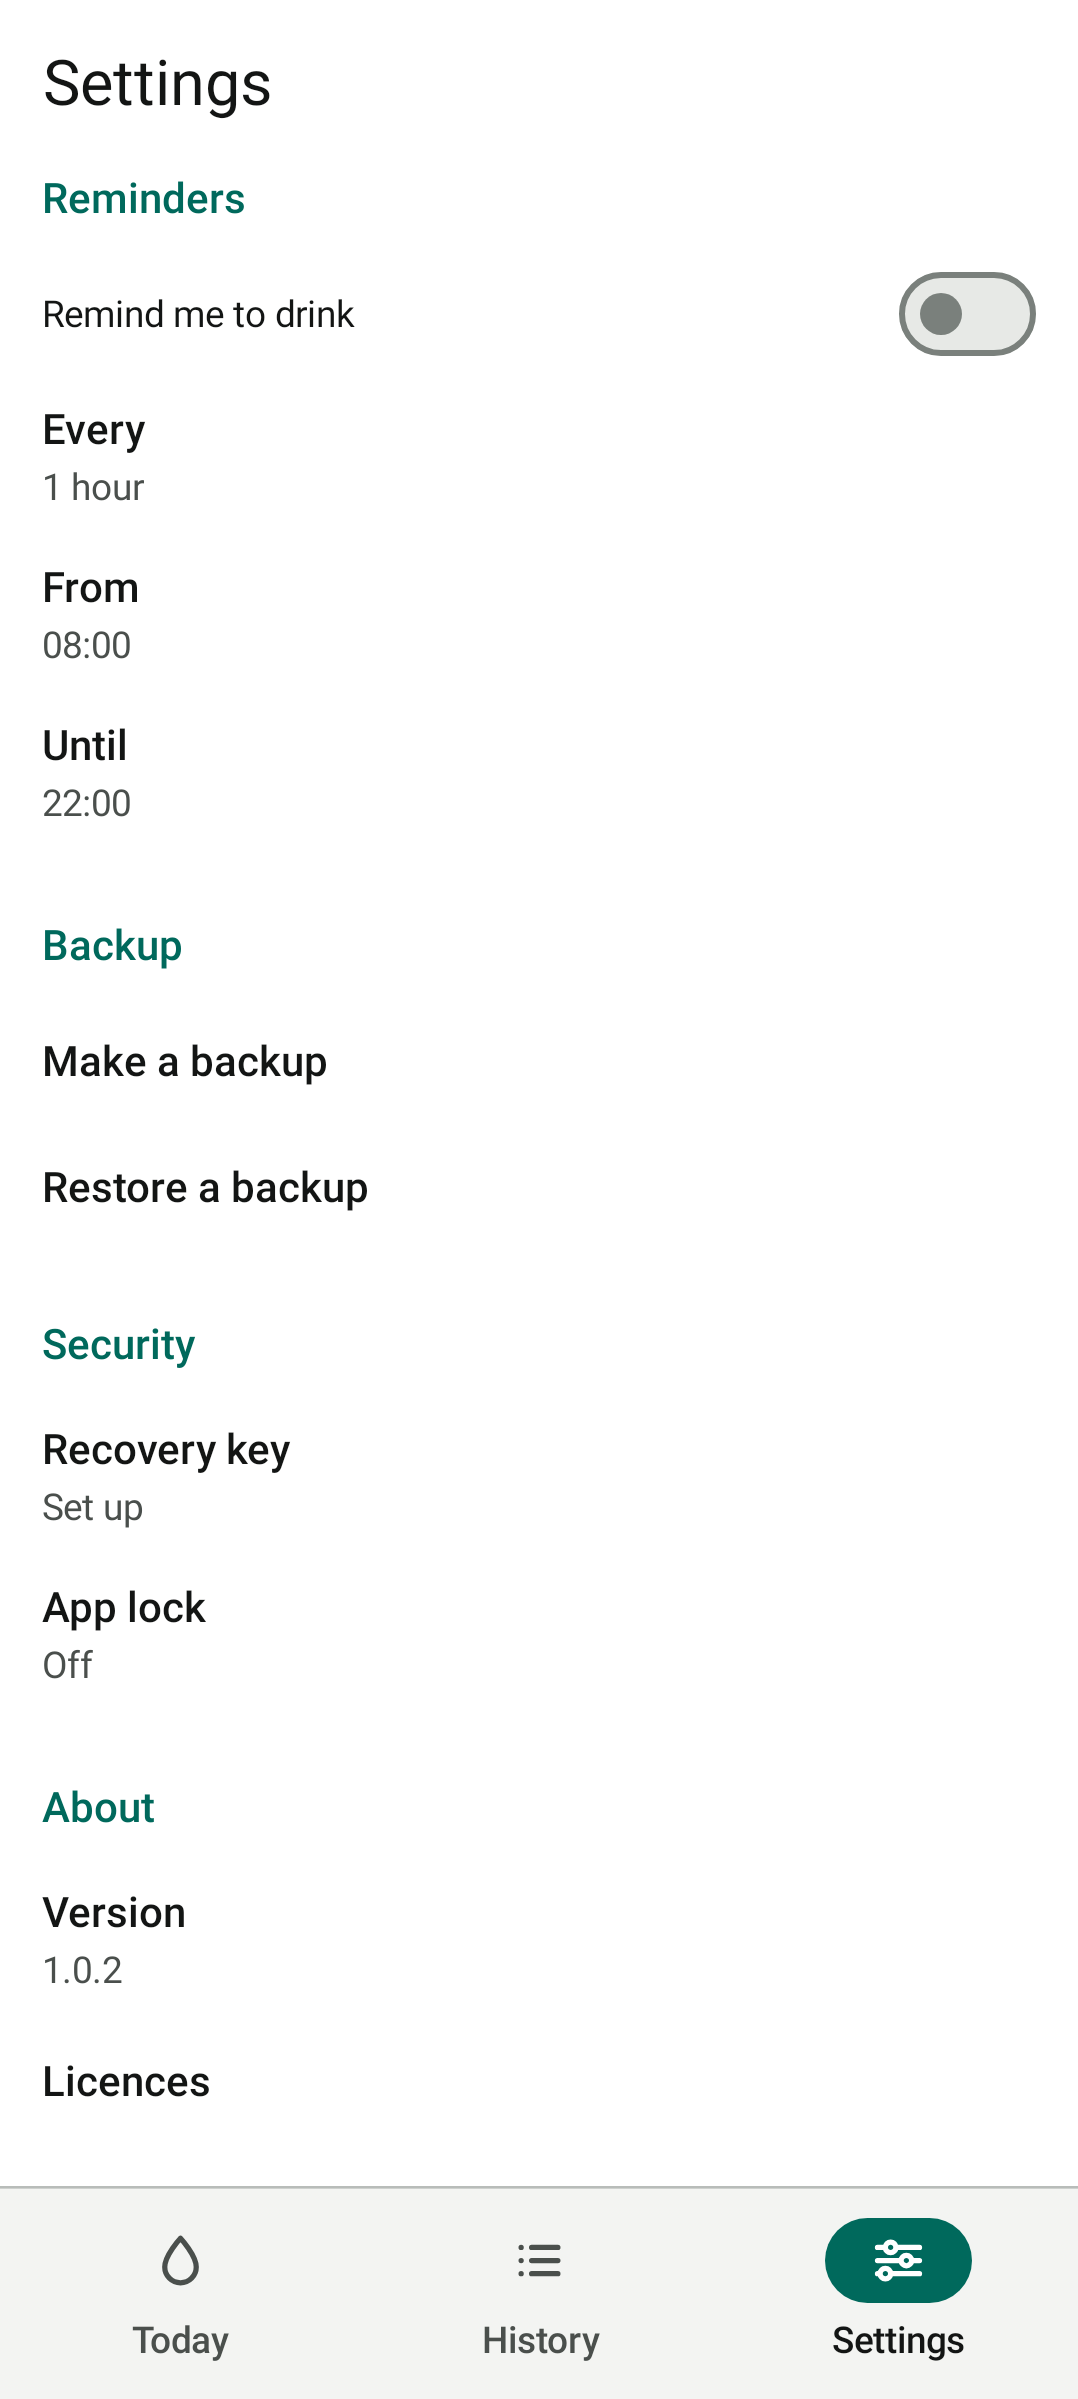 Settings
Reminders
Remind me to drink
Every
1 hour
From
08:00
Until
22:00
Backup
Make a backup
Restore a backup
Security
Recovery key
Set up
App lock
Off
About
Version
1.0.2
Licences
Today
History
Settings